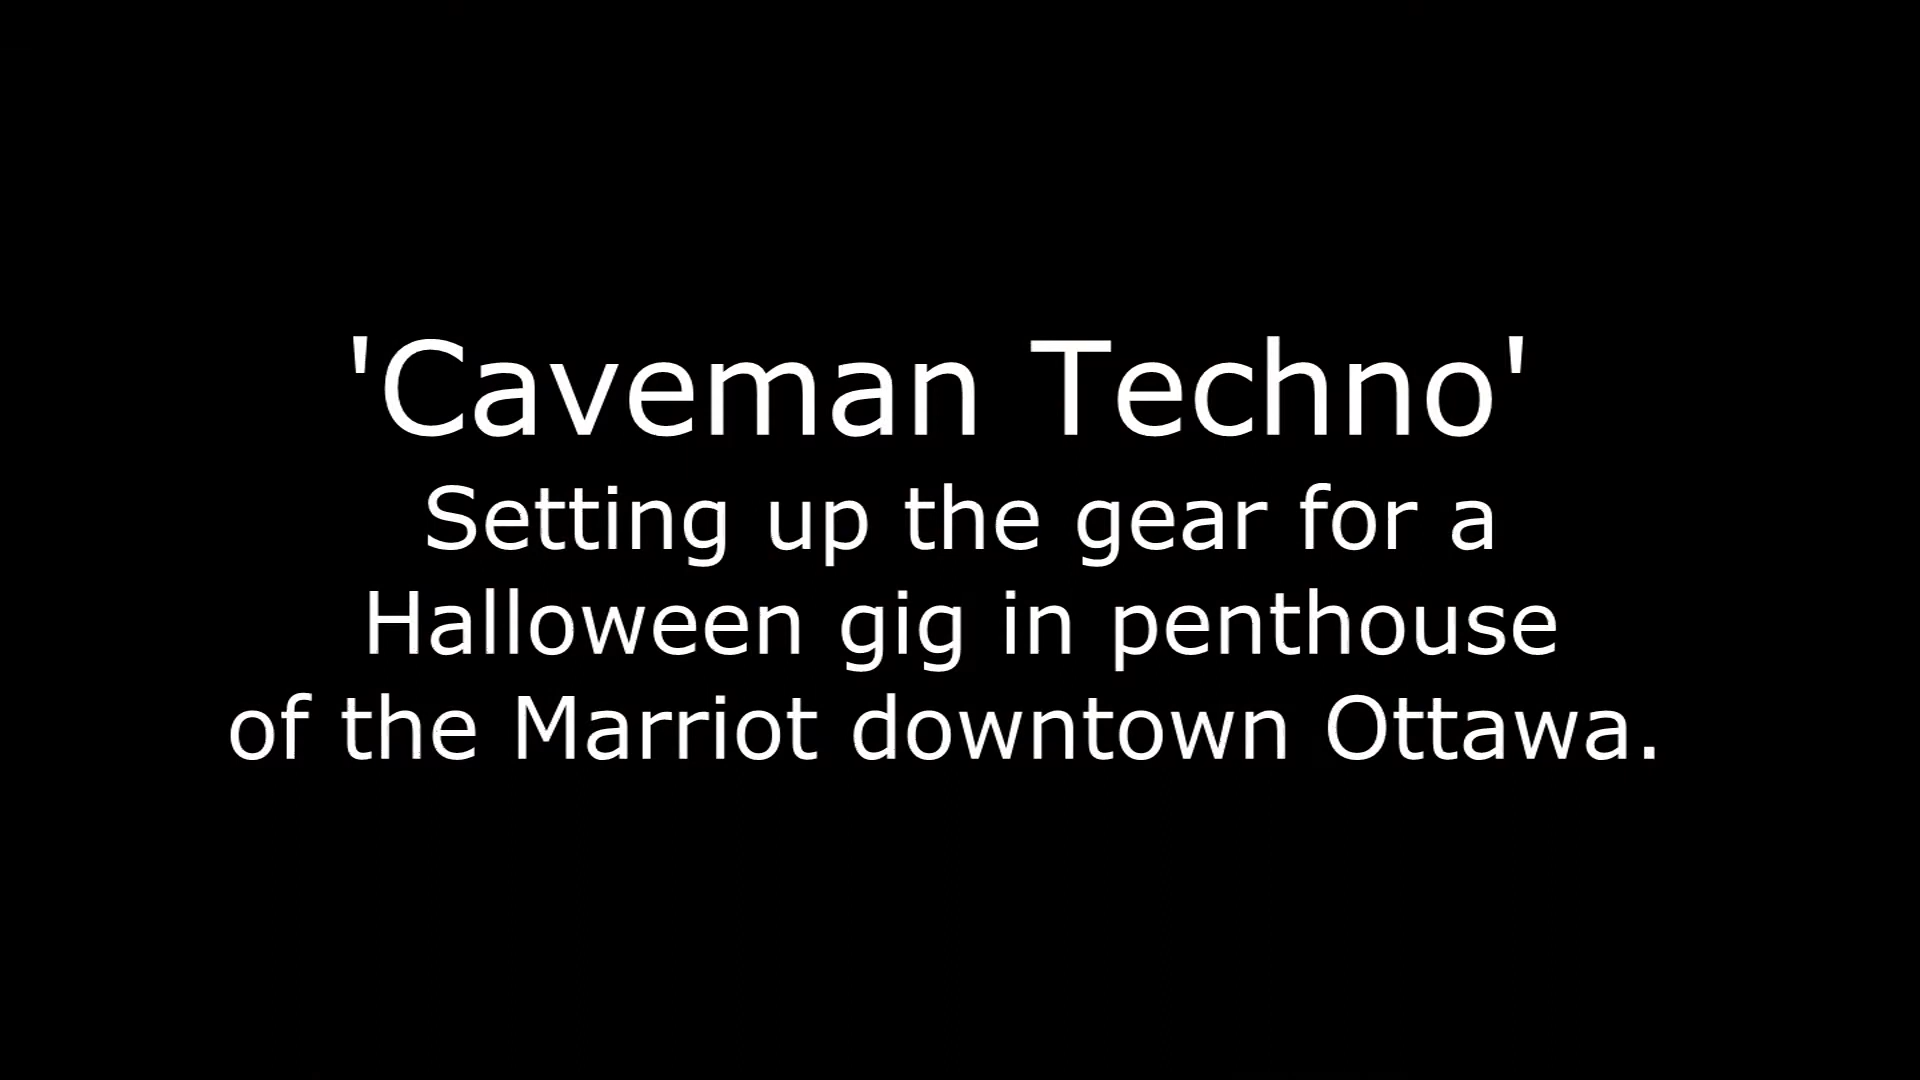 'Caveman Techno'
Setting up the gear for a
Halloween gig in penthouse
of the Marriot downtown Ottawa.